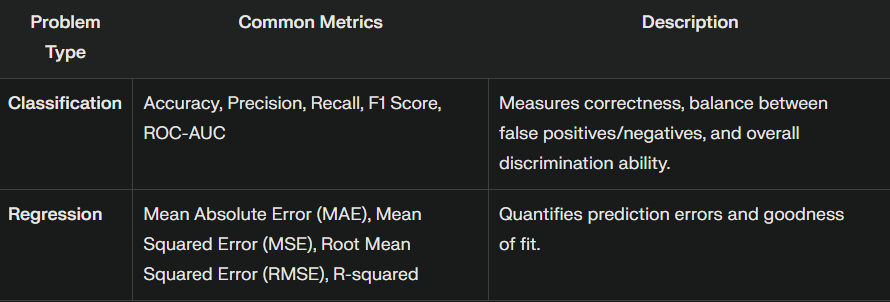 Problem
Type
Common Metrics
Description
Classification
Accuracy, Precision, Recall, F1 Score,
ROC-AUC
Measures correctness, balance between
false positives/negatives, and overall
discrimination ability.
Regression
Mean Absolute Error (MAE), Mean
Squared Error (MSE), Root Mean
Squared Error (RMSE), R-squared
Quantifies prediction errors and goodness
of fit.